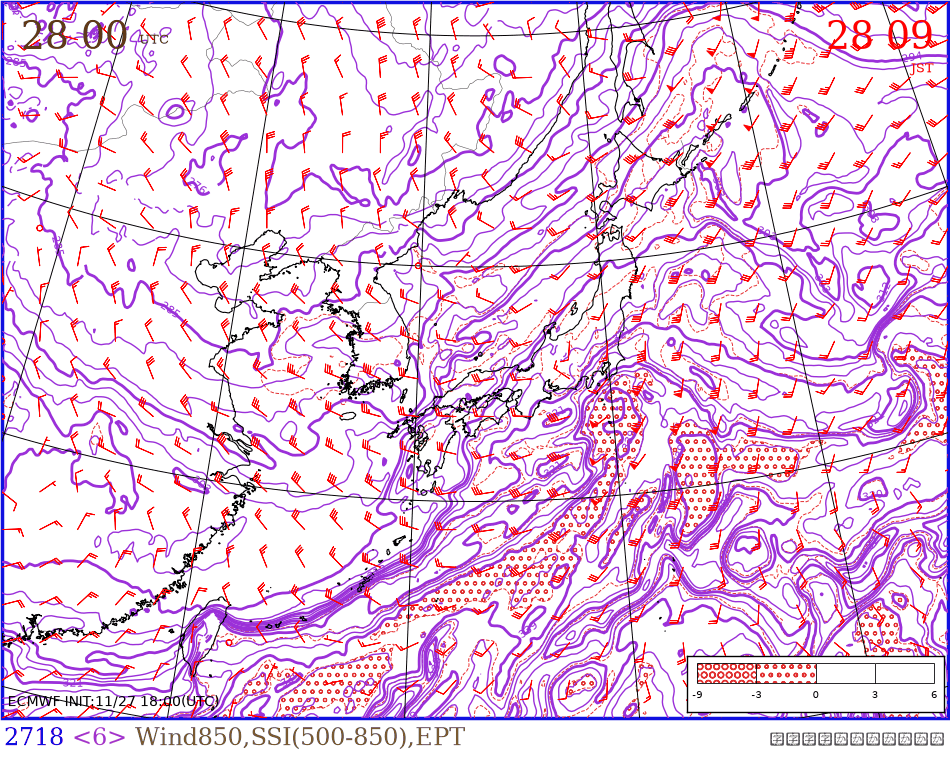 28 00 UTC
28 09
JST
ECMWF INIT:11/27 18:00(UTC)
-9 -3 0 3 6
2718 <6> Wind850,SSI(500-850),EPT